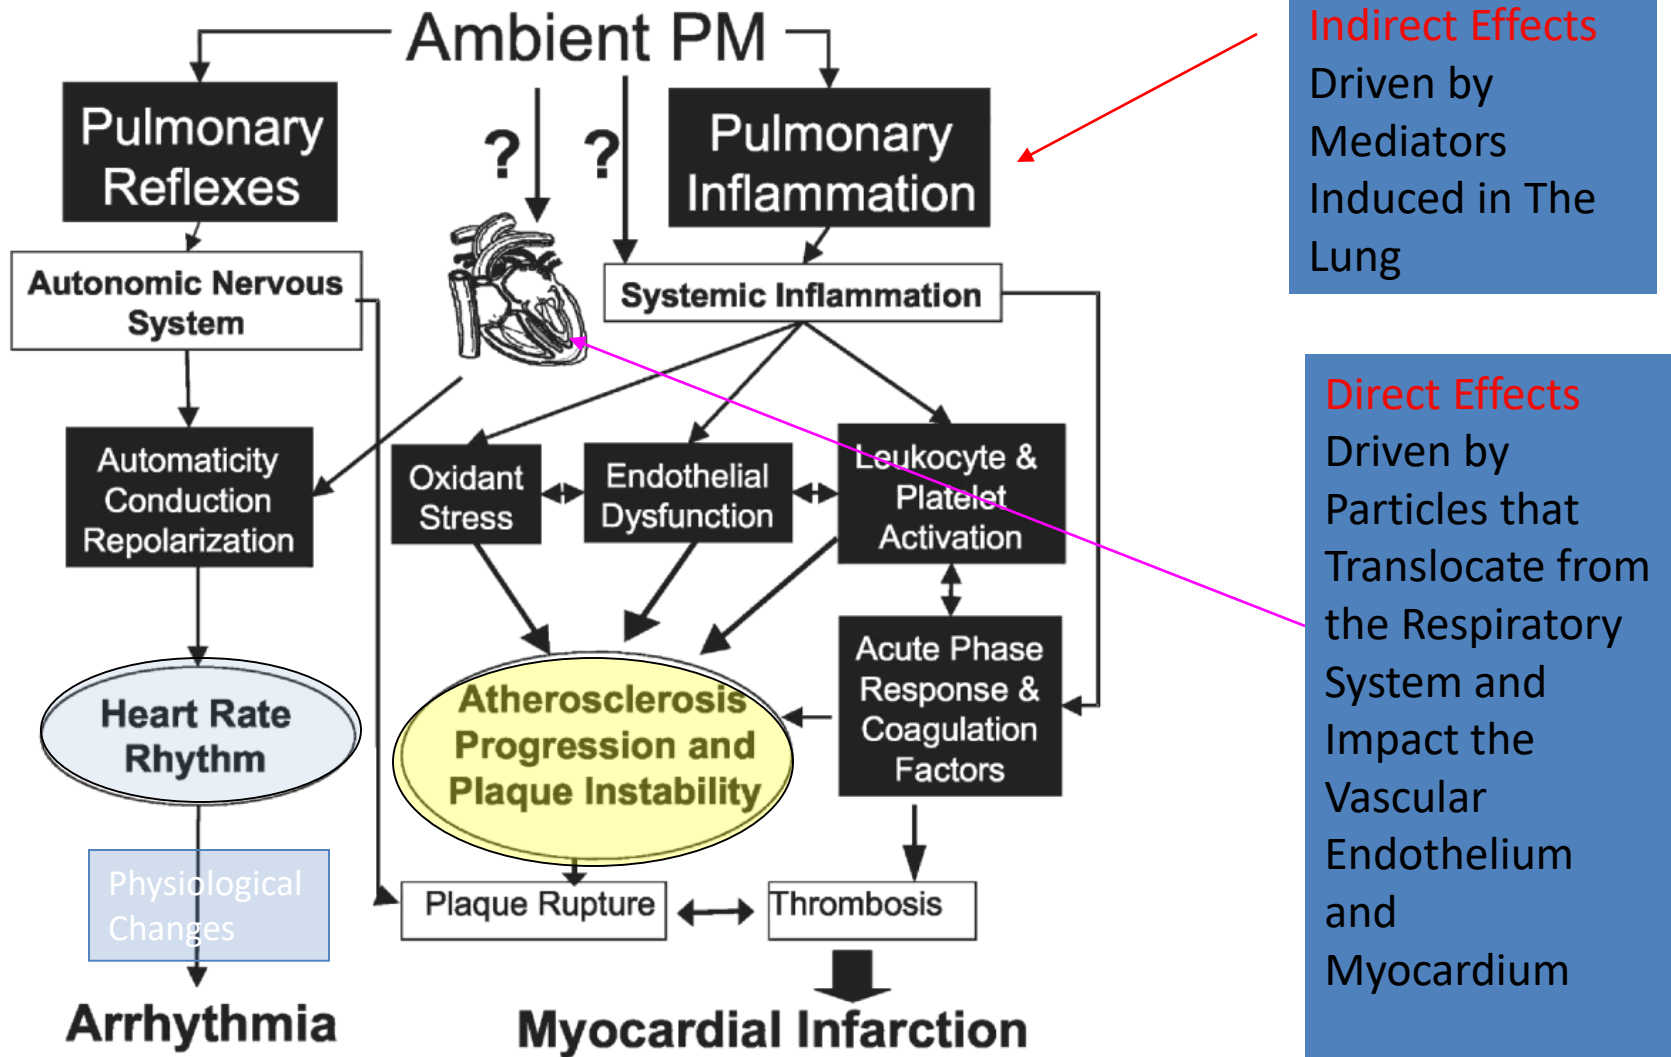 Ambient PM
Indirect Effects
Driven by
Mediators
Induced in The
Lung
Pulmonary
Reflexes
?
?
Pulmonary
Inflammation
Autonomic Nervous
System
Systemic Inflammation
Direct Effects
Driven by
Particles that
Translocate from
the Respiratory
System and
Impact the
Vascular
Endothelium
and
Myocardium
Automaticity
Conduction
Repolarization
Oxidant
Stress
Endothelial
Dysfunction
Leukocyte &
Platelet
Activation
Heart Rate
Rhythm
Atherosclerosis
Progression and
Plaque Instability
Acute Phase
Response &
Coagulation
Factors
Physiological
Changes
Plaque Rupture
Thrombosis
Arrhythmia
Myocardial Infarction